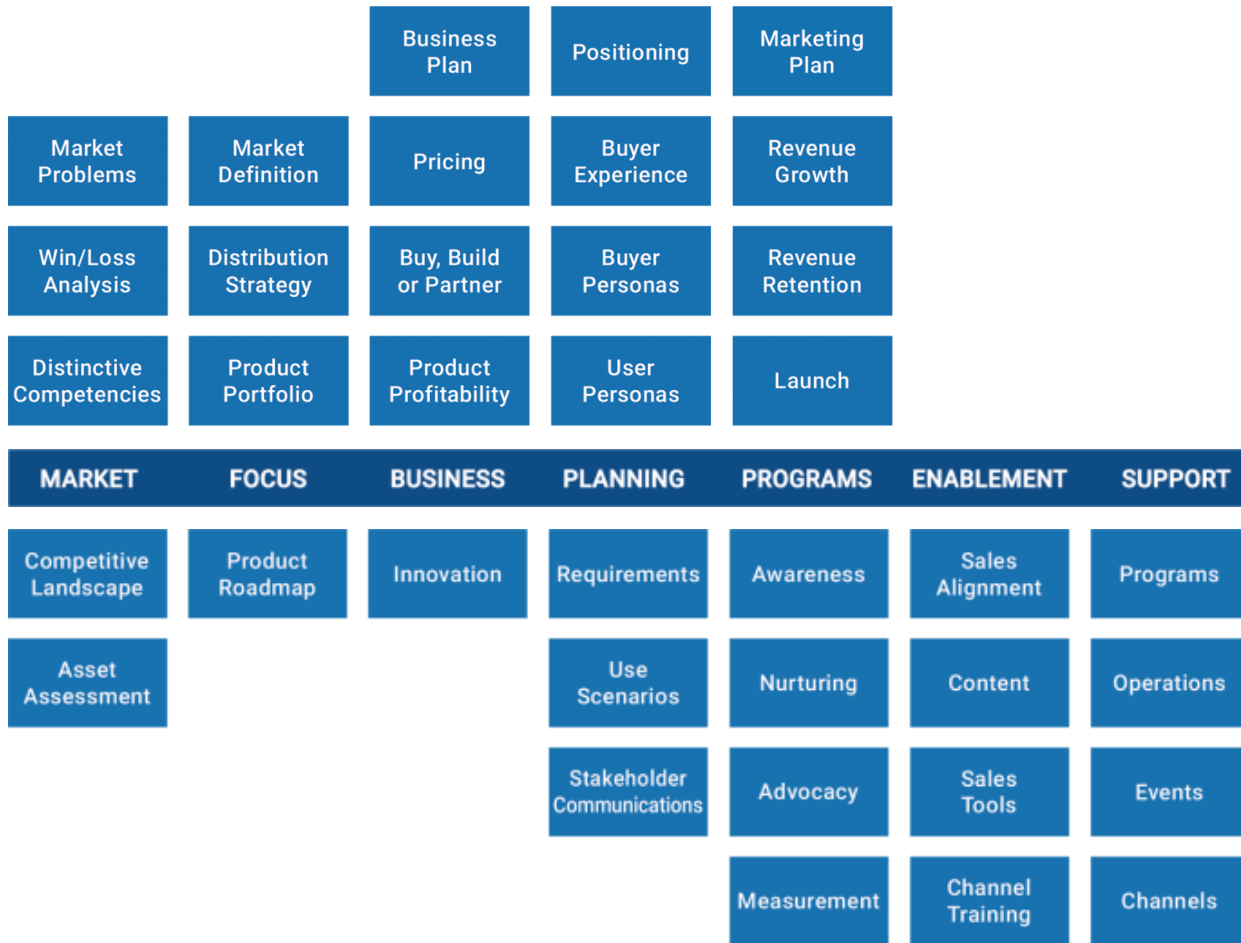 Business
Plan
Positioning
Marketing
Plan
Market
Problems
Market
Definition
Pricing
Buyer
Experience
Revenue
Growth
Win/Loss
Analysis
Distribution
Strategy
Buy, Build
or Partner
Buyer
Personas
Revenue
Retention
Distinctive
Competencies
Product
Portfolio
Product
Profitability
User
Personas
Launch
MARKET FOCUS BUSINESS PLANNING PROGRAMS ENABLEMENT SUPPORT
Competitive
Landscape
Product
Roadmap
Innovation
Requirements
Awareness
Sales
Alignment
Programs
Asset
Assessment
Use
Scenarios
Nurturing
Content
Operations
Stakeholder
Communications
Advocacy
Sales
Tools
Events
Measurement
Channel
Training
Channels